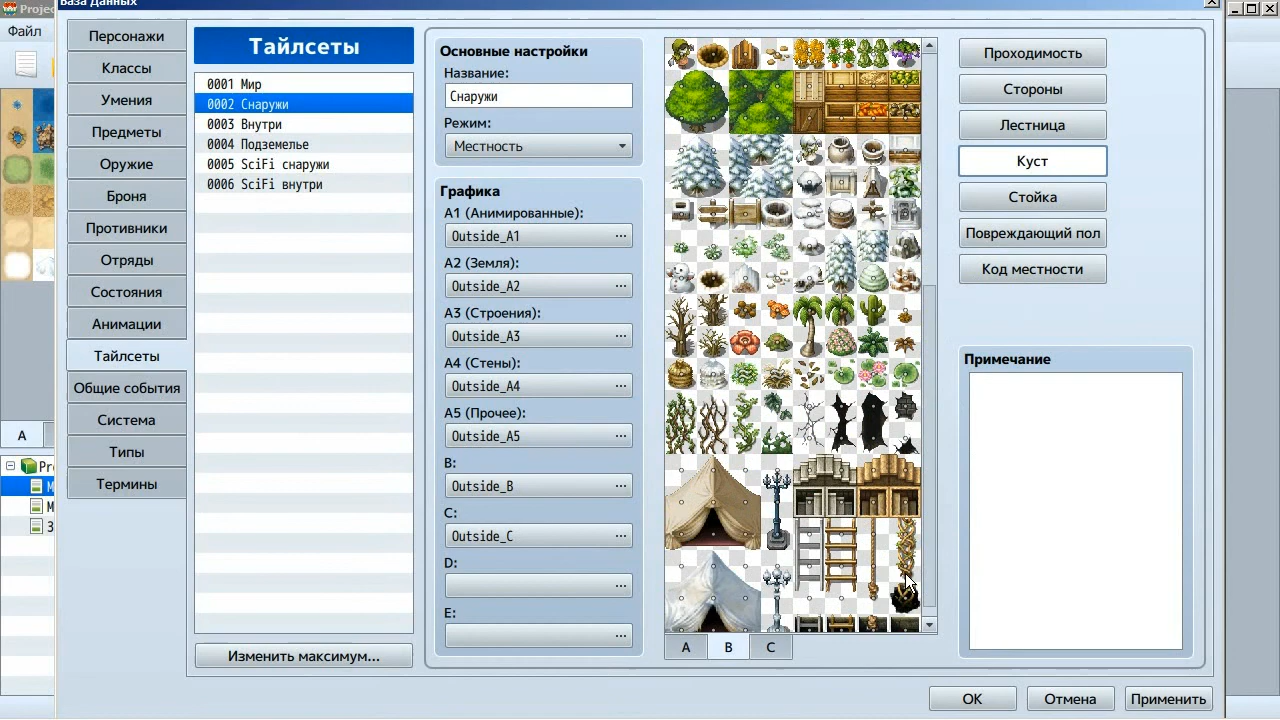 Projec
База Данных
Файл
Персонажи
Классы
Умения
Предметы
Оружие
Броня
Противники
Отряды
Состояния
Анимации
Тайлсеты
Общие события
Система
Типы
Термины
A
Pr
M
M
З
Тайлсеты
0001 Мир
0002 Снаружи
0003 Внутри
0004 Подземелье
0005 SciFi снаружи
0006 SciFi внутри
Изменить максимум...
Основные настройки
Название:
Снаружи
Режим:
Местность
Графика
A1 (Анимированные):
Outside_A1 ...
A2 (Земля):
Outside_A2 ...
A3 (Строения):
Outside_A3 ...
A4 (Стены):
Outside_A4 ...
A5 (Прочее):
Outside_A5 ...
B:
Outside_B ...
C:
Outside_C ...
D:
...
E:
...
A B C
Проходимость
Стороны
Лестница
Куст
Стойка
Повреждающий пол
Код местности
Примечание
OK Отмена Применить